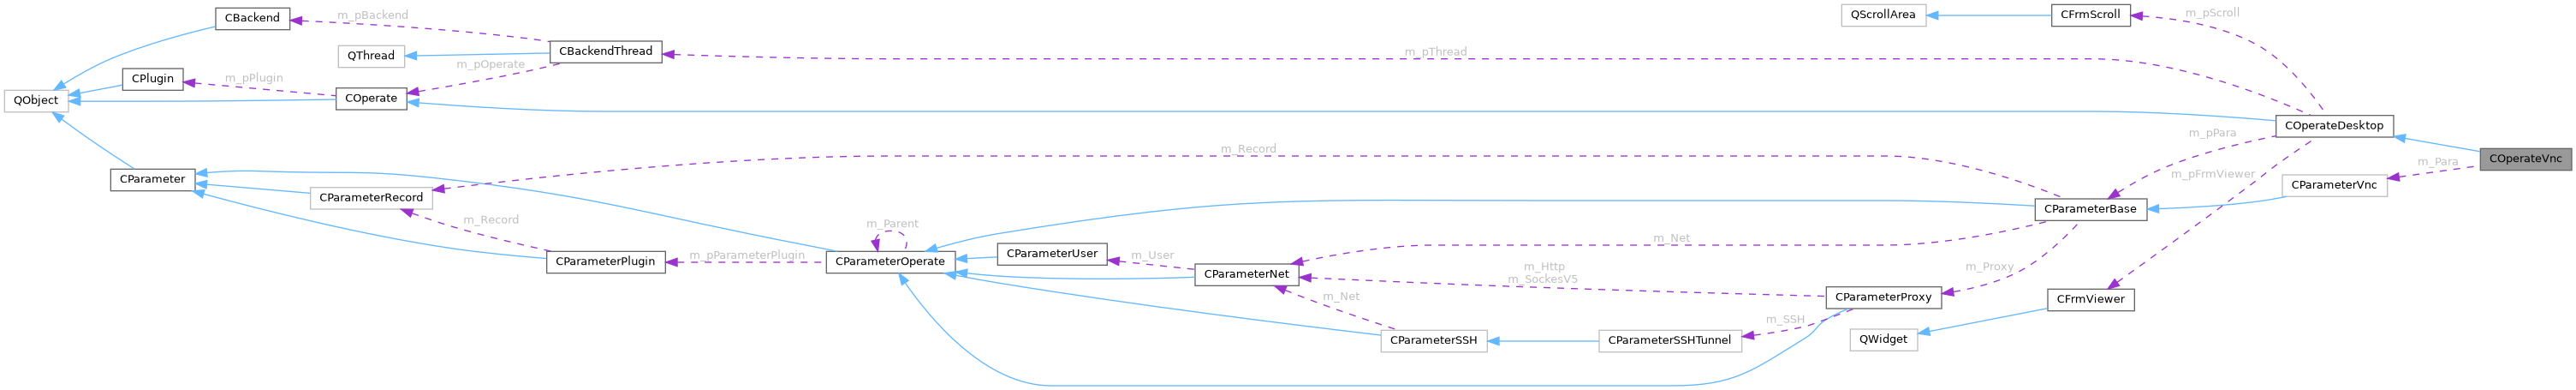 CBackend
m_pBackend
QScrollArea
CFrmScroll
m_pScroll
QThread
CBackendThread
m_pThread
CPlugin
m_pPlugin
m_pOperate
QObject
COperate
COperateDesktop
m_pPara
COperateVnc
m_Record
m_Para
CParameter
m_pFrmViewer
CParameterVnc
CParameterRecord
CParameterBase
m_Record
m_Parent
m_Net
CParameterPlugin
m_pParameterPlugin
CParameterOperate
CParameterUser
m_User
CParameterNet
m_Http
m_SockesV5
m_Proxy
m_Net
CParameterProxy
CFrmViewer
m_SSH
CParameterSSH
CParameterSSHTunnel
QWidget